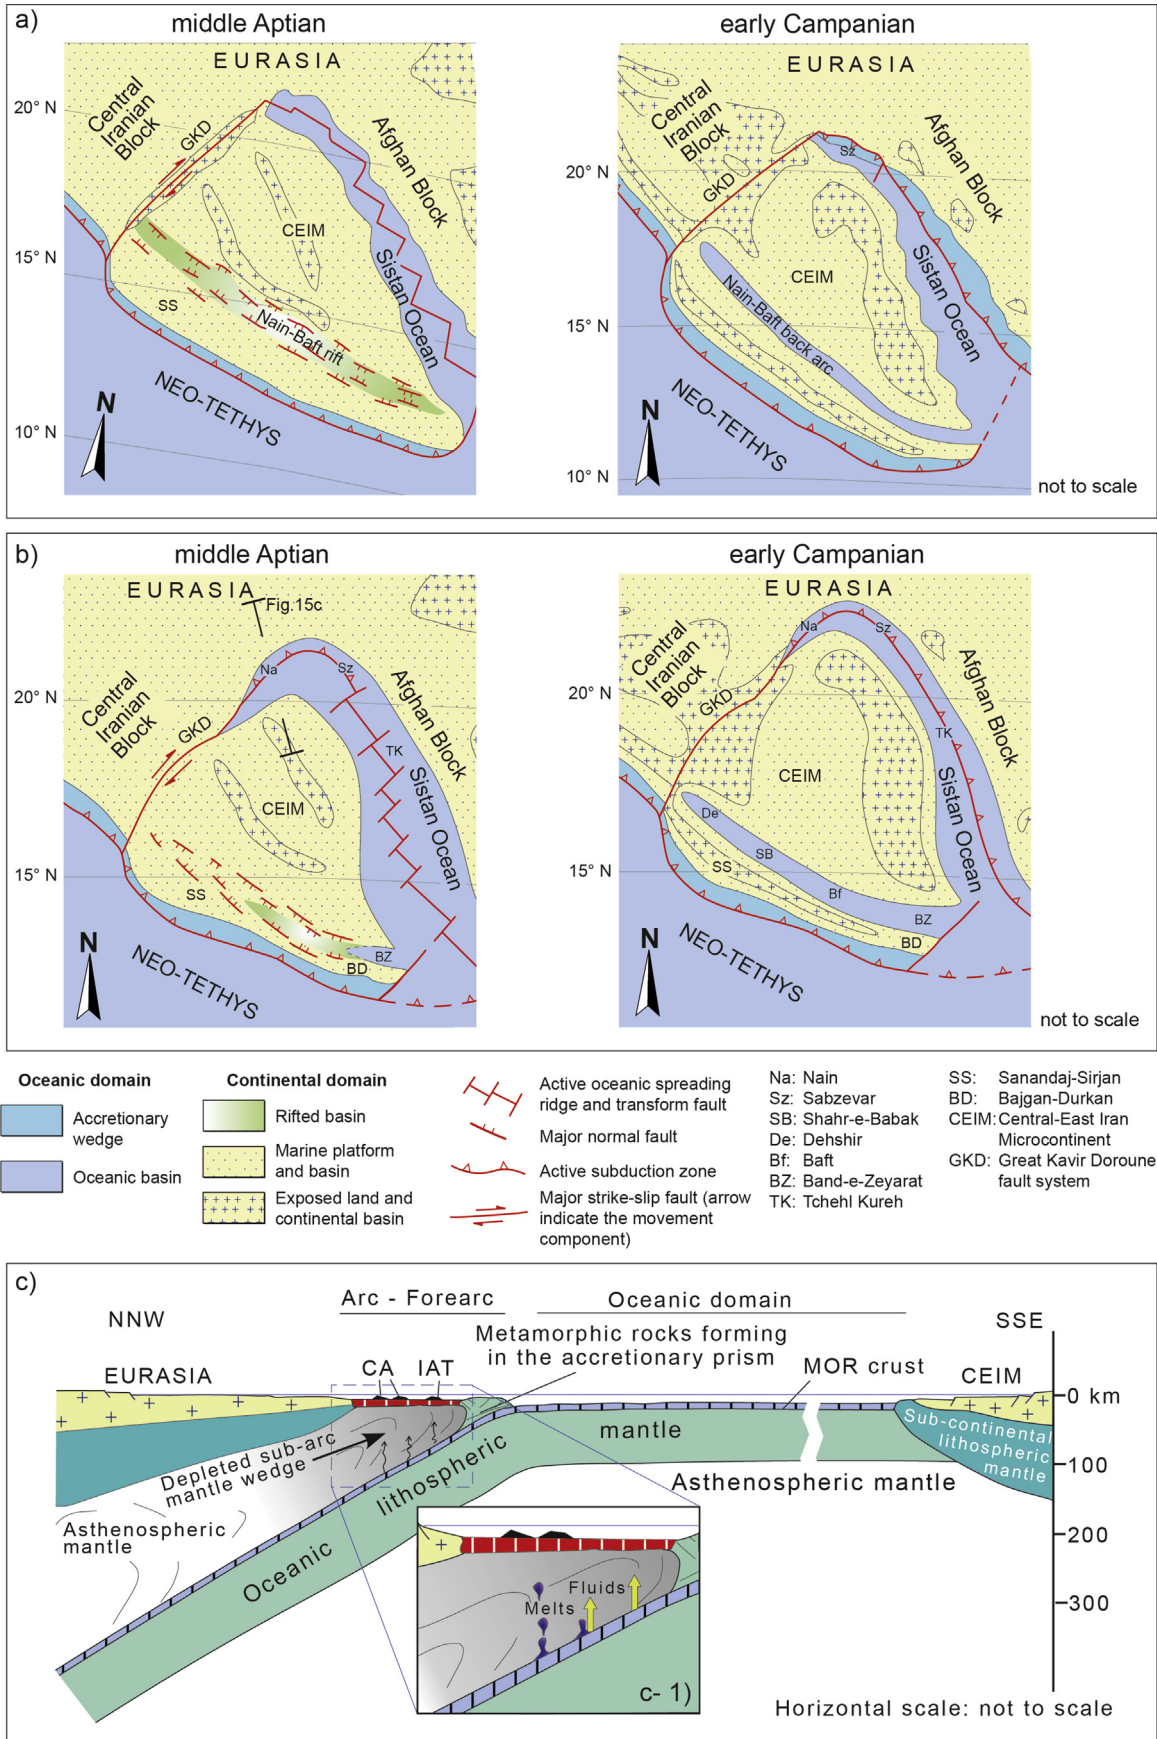 a)
middle Aptian
early Campanian
EURASIA
20° N
15° N
10° N
Central
Iranian
Block
GKD
Afghan Block
CEIM
Sistan Ocean
SS
Nain-Baft rift
NEO-TETHYS
N
EURASIA
20° N
15° N
10° N
Central
Iranian
Block
GKD
Sz
Afghan Block
CEIM
Sistan Ocean
Nain-Baft back arc
NEO-TETHYS
N
not to scale
b)
middle Aptian
early Campanian
EURASIA
Fig.15c
20° N
15° N
Central
Iranian
Block
GKD
Na
Sz
Afghan Block
TK
CEIM
Sistan Ocean
SS
BZ
BD
NEO-TETHYS
N
EURASIA
20° N
15° N
Central
Iranian
Block
GKD
Na
Sz
Afghan Block
TK
CEIM
Sistan Ocean
De
SB
SS
Bf
BZ
BD
NEO-TETHYS
N
not to scale
Oceanic domain
Accretionary
wedge
Oceanic basin
Continental domain
Rifted basin
Marine platform
and basin
Exposed land and
continental basin
Active oceanic spreading
ridge and transform fault
Major normal fault
Active subduction zone
Major strike-slip fault (arrow
indicate the movement
component)
Na: Nain
Sz: Sabzevar
SB: Shahr-e-Babak
De: Dehshir
Bf: Baft
BZ: Band-e-Zeyarat
TK: Tchehl Kureh
SS: Sanandaj-Sirjan
BD: Bajgan-Durkan
CEIM: Central-East Iran
Microcontinent
GKD: Great Kavir Doroune
fault system
c)
NNW
Arc - Forearc
Oceanic domain
SSE
EURASIA
CA
IAT
Metamorphic rocks forming
in the accretionary prism
MOR crust
CEIM
0 km
100
200
300
Depleted sub-arc
mantle wedge
Asthenospheric
mantle
Oceanic lithospheric mantle
Asthenospheric mantle
Sub-continental
lithospheric
mantle
Fluids
Melts
c- 1)
Horizontal scale: not to scale